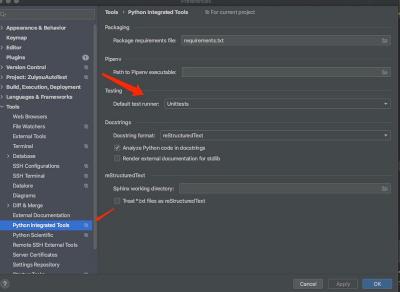 Preferences
Appearance & Behavior
Keymap
Editor
Plugins
Version Control
Project: ZuiyouAutoTest
Build, Execution, Deployment
Languages & Frameworks
Tools
Web Browsers
File Watchers
External Tools
Terminal
Database
SSH Configurations
SSH Terminal
Datalore
Diagrams
Diff & Merge
External Documentation
Python Integrated Tools
Python Scientific
Remote SSH External Tools
Server Certificates
Settings Repository
Startup Tasks
Tools › Python Integrated Tools For current project
Packaging
Package requirements file: requirements.txt
Pipenv
Path to Pipenv executable:
Testing
Default test runner: Unittests
Docstrings
Docstring format: reStructuredText
Analyze Python code in docstrings
Render external documentation for stdlib
reStructuredText
Sphinx working directory:
Treat *.txt files as reStructuredText
? Cancel Apply OK